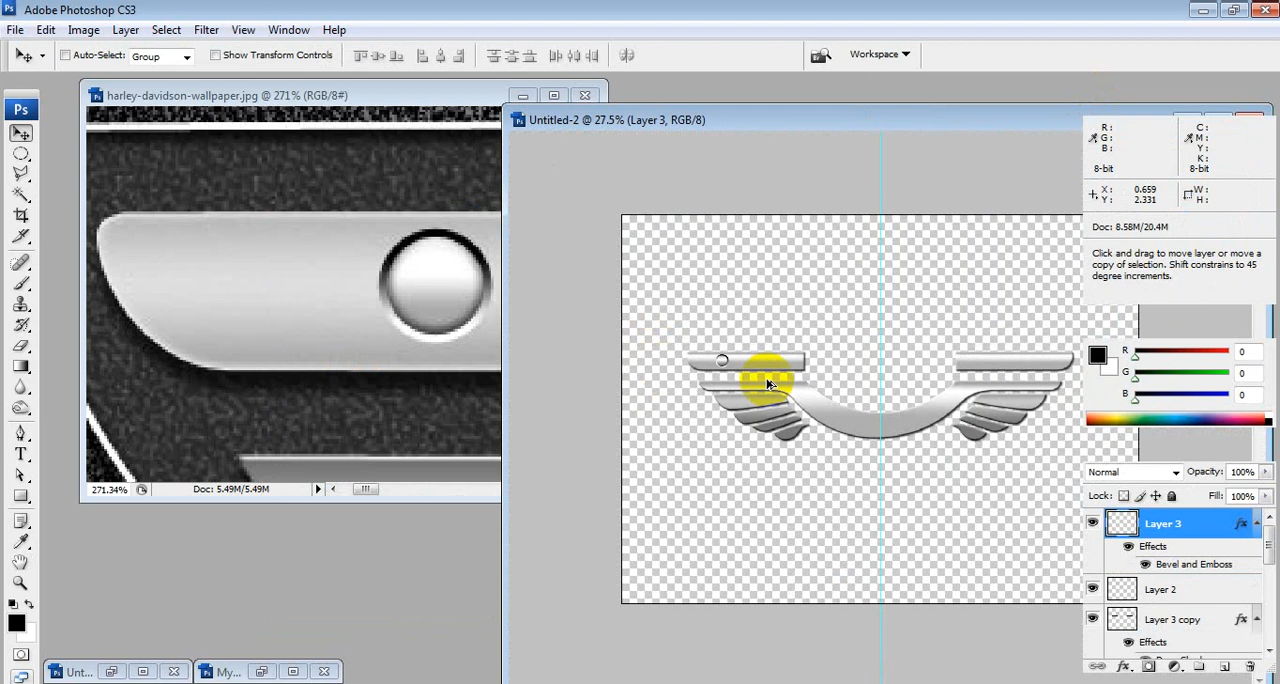 Ps Adobe Photoshop CS3
File Edit Image Layer Select Filter View Window Help
Auto-Select: Group Show Transform Controls Workspace
Ps
harley-davidson-wallpaper.jpg @ 271% (RGB/8#)
Untitled-2 @ 27.5% (Layer 3, RGB/8)
R: C:
G: M:
B: Y:
K:
8-bit 8-bit
X: 0.659 W:
Y: 2.331 H:
Doc: 8.58M/20.4M
Click and drag to move layer or move a
copy of selection. Shift constrains to 45
degree increments.
R 0
G 0
B 0
Normal Opacity: 100%
Lock: Fill: 100%
Layer 3 fx
Effects
Bevel and Emboss
Layer 2
Layer 3 copy fx
Effects
271.34% Doc: 5.49M/5.49M
Unt... My...